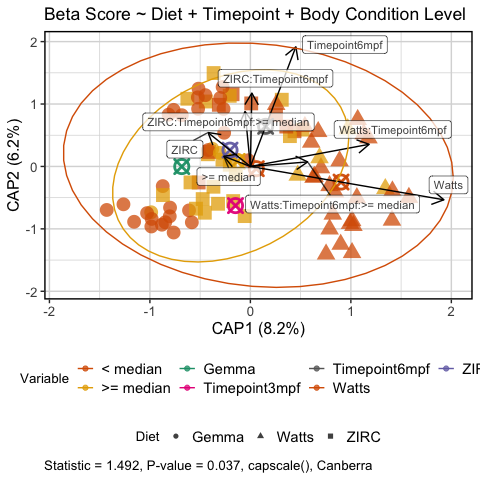 Beta Score ~ Diet + Timepoint + Body Condition Level
CAP2 (6.2%)
2
1
0
-1
-2
Timepoint6mpf
ZIRC:Timepoint6mpf
ZIRC:Timepoint6mpf:>= median
Watts:Timepoint6mpf
ZIRC
>= median
Watts
Watts:Timepoint6mpf:>= median
-2
-1
0
1
2
CAP1 (8.2%)
Variable
< median
Gemma
Timepoint6mpf
ZI
>= median
Timepoint3mpf
Watts
Diet
Gemma
Watts
ZIRC
Statistic = 1.492, P-value = 0.037, capscale(), Canberra